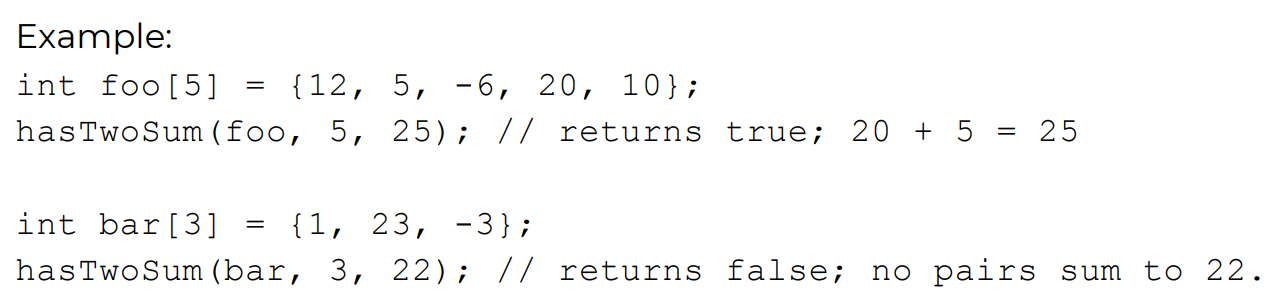 Example:
int foo[5] = {12, 5, -6, 20, 10};
hasTwoSum(foo, 5, 25); // returns true; 20 + 5 = 25
int bar[3] = {1, 23, -3};
hasTwoSum(bar, 3, 22); // returns false; no pairs sum to 22.